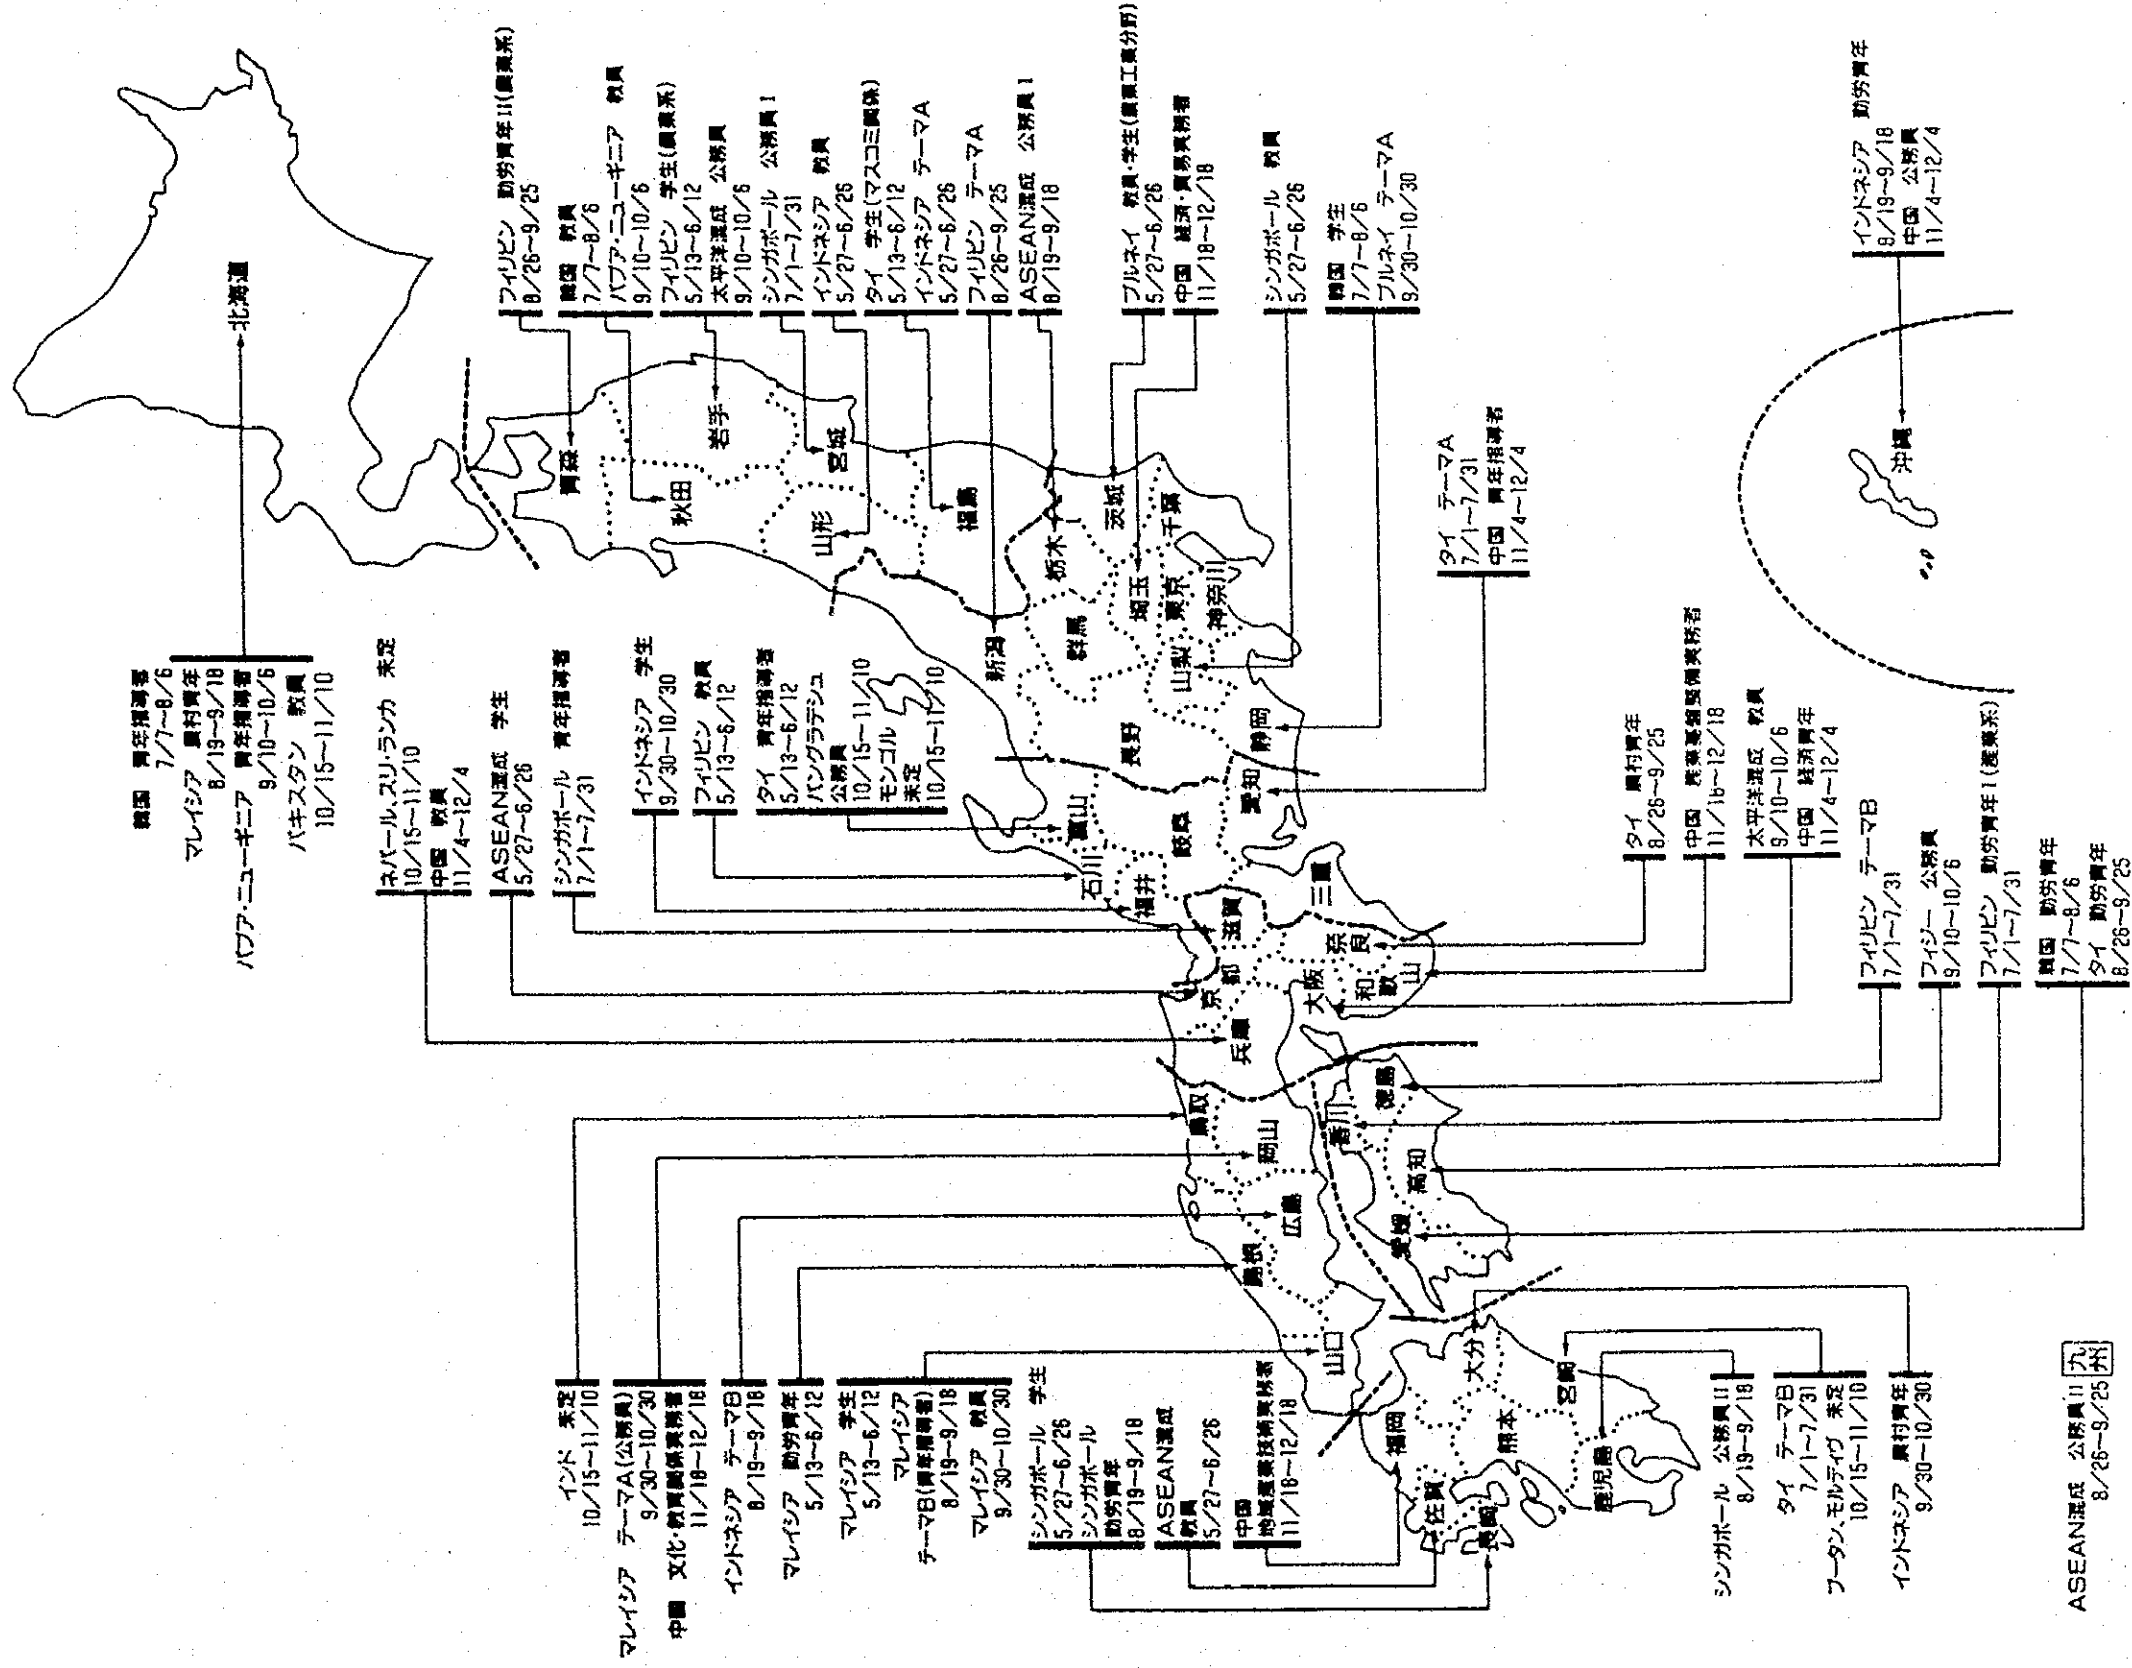 韓国 青年指導者
7/7~8/6
マレイシア 農村青年
8/19~9/18
パプア・ニューギニア 青年指導者
9/10~10/6
パキスタン 教員
10/15~11/10
北海道
フィリピン 勤労青年II(農業系)
8/26~9/25
韓国 教員
7/7~8/6
パプア・ニューギニア 教員
9/10~10/6
フィリピン 学生(農業系)
5/13~6/12
太平洋混成 公務員
9/10~10/6
シンガポール 公務員I
7/1~7/31
インドネシア 教員
5/27~6/26
タイ 学生(マスコミ関係)
5/13~6/12
インドネシア テーマA
5/27~6/26
フィリピン テーマA
8/26~9/25
ASEAN混成 公務員I
8/19~9/18
ブルネイ 教員・学生(農業工業分野)
5/27~6/26
中国 経済・貿易実務者
11/18~12/18
シンガポール 教員
5/27~6/26
韓国 学生
7/7~8/6
ブルネイ テーマA
9/30~10/30
タイ テーマA
7/1~7/31
中国 青年指導者
11/4~12/4
インドネシア 勤労青年
8/19~9/18
中国 公務員
11/4~12/4
ネパール、スリ・ランカ 未定
10/15~11/10
中国 教員
11/4~12/4
ASEAN混成 学生
5/27~6/26
シンガポール 青年指導者
7/1~7/31
インドネシア 学生
9/30~10/30
フィリピン 教員
5/13~6/12
タイ 青年指導者
5/13~6/12
バングラデシュ
公務員
10/15~11/10
モンゴル
未定
10/15~11/10
タイ 農村青年
8/26~9/25
中国 産業基盤整備実務者
11/18~12/18
太平洋混成 教員
9/10~10/6
中国 経済青年
11/4~12/4
フィリピン テーマB
7/1~7/31
フィジー 公務員
9/10~10/6
フィリピン 勤労青年I(農業系)
7/1~7/31
韓国 勤労青年
7/7~8/6
タイ 勤労青年
8/26~9/25
インド 未定
10/15~11/10
マレイシア テーマA(公務員)
9/30~10/30
中国 文化・教育関係実務者
11/18~12/18
インドネシア テーマB
8/19~9/18
マレイシア 勤労青年
5/13~6/12
マレイシア 学生
5/13~6/12
マレイシア
テーマB(青年指導者)
8/19~9/18
マレイシア 教員
9/30~10/30
シンガポール 学生
5/27~6/26
シンガポール
勤労青年
8/19~9/18
ASEAN混成
教員
5/27~6/26
中国
地域産業技術実務者
11/18~12/18
シンガポール 公務員II
8/19~9/18
タイ テーマB
7/1~7/31
ブータン、モルディヴ 未定
10/15~11/10
インドネシア 農村青年
9/30~10/30
ASEAN混成 公務員II
8/26~9/25
九州
青森
岩手
秋田
宮城
山形
福島
新潟
栃木
茨城
群馬
埼玉
千葉
東京
神奈川
山梨
長野
静岡
愛知
富山
石川
岐阜
福井
三重
滋賀
京都
奈良
大阪
和歌山
兵庫
鳥取
岡山
広島
島根
山口
徳島
香川
高知
愛媛
福岡
大分
佐賀
長崎
熊本
宮崎
鹿児島
沖縄